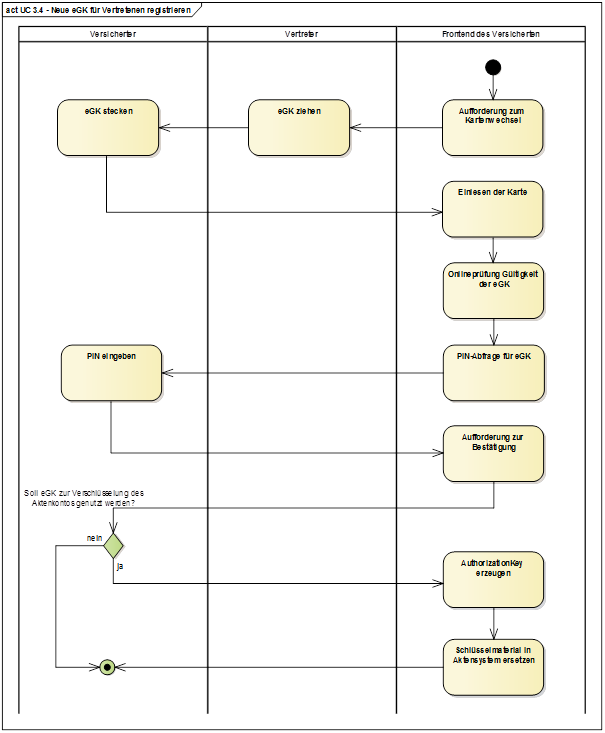 act UC 3.4 - Neue eGK für Vertretenen registrieren
Versicherter
Vertreter
Frontend des Versicherten
eGK stecken
eGK ziehen
Aufforderung zum
Kartenwechsel
Einlesen der Karte
Onlineprüfung Gültigkeit
der eGK
PIN eingeben
PIN-Abfrage für eGK
Aufforderung zur
Bestätigung
Soll eGK zur Verschlüsselung des
Aktenkontos genutzt werden?
nein
ja
AuthorizationKey
erzeugen
Schlüsselmaterial in
Aktensystem ersetzen